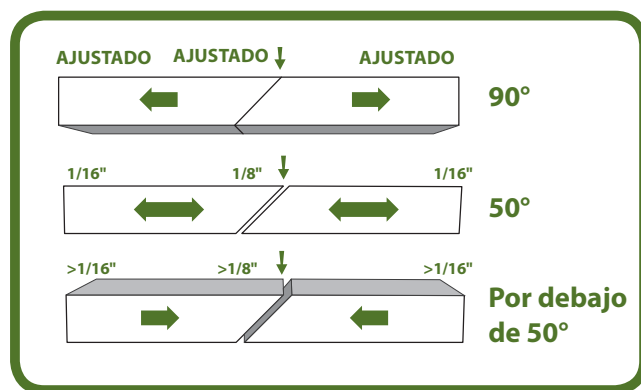 AJUSTADO AJUSTADO AJUSTADO
90°
1/16" 1/8" 1/16"
50°
>1/16" >1/8" >1/16"
Por debajo
de 50°